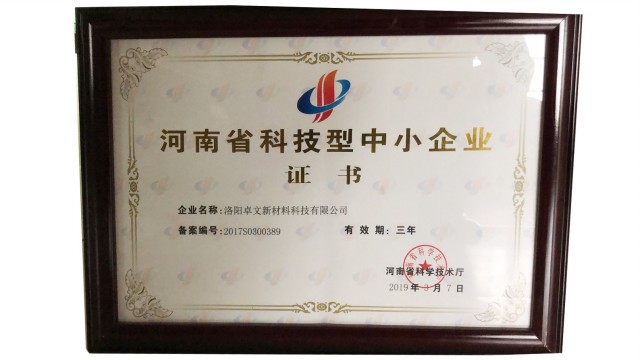 河南省科技型中小企业
证书
企业名称:洛阳卓文新材料科技有限公司
备案编号:2017S0300389 有效期:三年
河南省科学技术厅
2019年3月7日